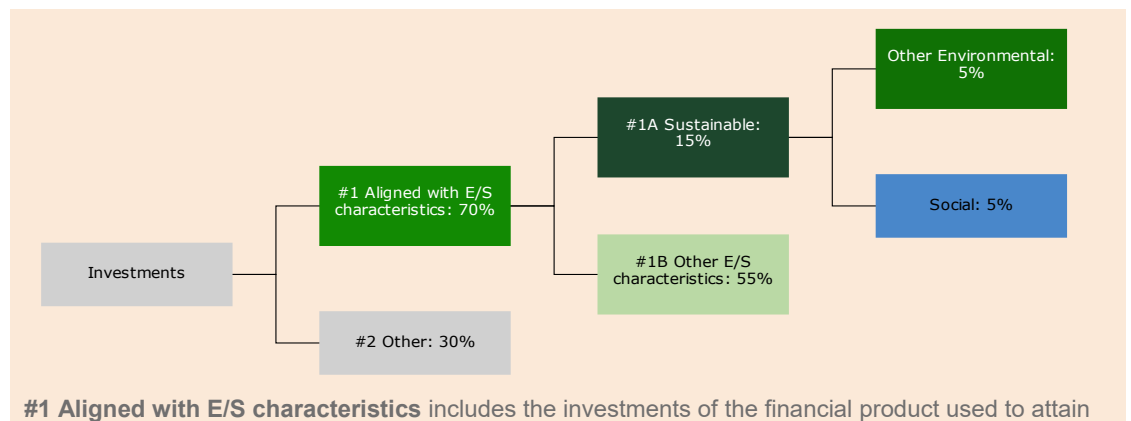 Other Environmental:
5%
#1A Sustainable:
15%
#1 Aligned with E/S
characteristics: 70%
Social: 5%
Investments
#1B Other E/S
characteristics: 55%
#2 Other: 30%
#1 Aligned with E/S characteristics includes the investments of the financial product used to attain